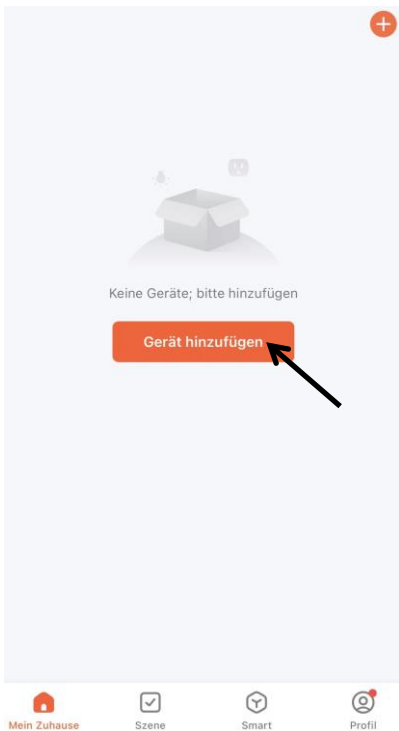 Keine Geräte; bitte hinzufügen
Gerät hinzufügen
Mein Zuhause
Szene
Smart
Profil